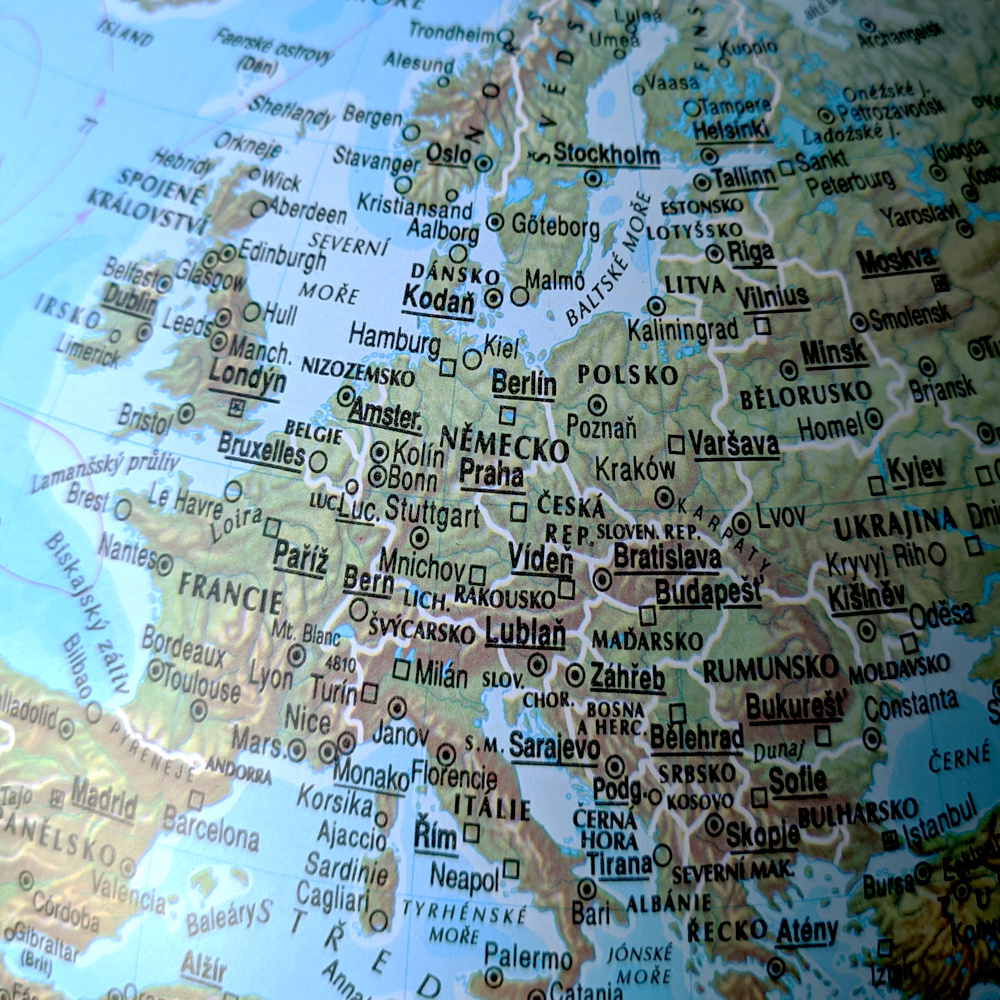 ISLAND
Faerské ostrovy
(Dán)
Trondheim
Alesund
Luleå
Umeå
Kuopio
Archangelsk
Vaasa
Shetlandy
Bergen
NOR
ŠVÉDS
FIN
Tampere
Helsinki
Oněžské j.
Petrozavodsk
Ladožské j.
Orkneje
Stavanger
Oslo
Stockholm
Hebridy
Wick
Tallinn
Sankt
Peterburg
Vologda
SPOJENÉ
KRÁLOVSTVÍ
Aberdeen
Kristiansand
Göteborg
ESTONSKO
Yaroslavl
SEVERNÍ
MOŘE
Aalborg
BALTSKÉ MOŘE
LOTYŠSKO
Riga
Edinburgh
Glasgow
Belfast
DÁNSKO
Malmö
Moskva
Dublin
Kodaň
LITVA
Vilnius
IRSKO
Leeds
Hull
Kaliningrad
Smolensk
Limerick
Manch.
Hamburg
Kiel
Minsk
Londýn
NIZOZEMSKO
Berlín
POLSKO
BĚLORUSKO
Brjansk
Bristol
Amster.
Poznaň
Homel
BELGIE
NĚMECKO
Varšava
Bruxelles
Kolín
Bonn
Praha
Kraków
Kyjev
Lamanšský průliv
Brest
Le Havre
Loira
LUC.
Luc.
Stuttgart
ČESKÁ
REP.
SLOVEN. REP.
KARPATY
Lvov
UKRAJINA
Nantes
Paříž
Mnichov
Vídeň
Bratislava
Kryvyj Rih
Biskajský záliv
FRANCIE
Bern
LICH.
RAKOUSKO
Budapešť
Kišiněv
Oděsa
Mt. Blanc
4810
ŠVÝCARSKO
Lublaň
MAĎARSKO
Bordeaux
Lyon
Turín
Milán
SLOV.
Záhřeb
RUMUNSKO
MOLDAVSKO
Bilbao
Toulouse
CHOR.
BOSNA
A HERC.
Bukurešť
Constanta
Nice
Janov
S.M.
Sarajevo
Bělehrad
Dunaj
PYRENEJE
Mars.
ANDORRA
Monako
Florencie
Podg.
SRBSKO
KOSOVO
Sofie
ČERNÉ
Tajo
Madrid
Barcelona
Korsika
Ajaccio
ITÁLIE
Řím
ČERNÁ
HORA
Skopje
BULHARSKO
Istanbul
Tirana
SEVERNÍ MAK.
Valencia
Sardinie
Cagliari
Neapol
Bari
ALBÁNIE
Bursa
Córdoba
Baleáry
TYRHÉNSKÉ
MOŘE
ŘECKO
Atény
Gibraltar
(Brit)
Alžír
STŘED
Palermo
JÓNSKÉ
MOŘE
Catania